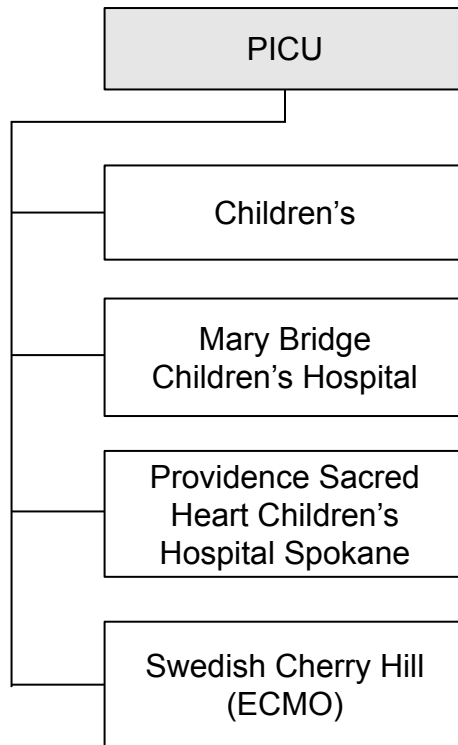 PICU
Children’s
Mary Bridge
Children’s Hospital
Providence Sacred
Heart Children’s
Hospital Spokane
Swedish Cherry Hill
(ECMO)